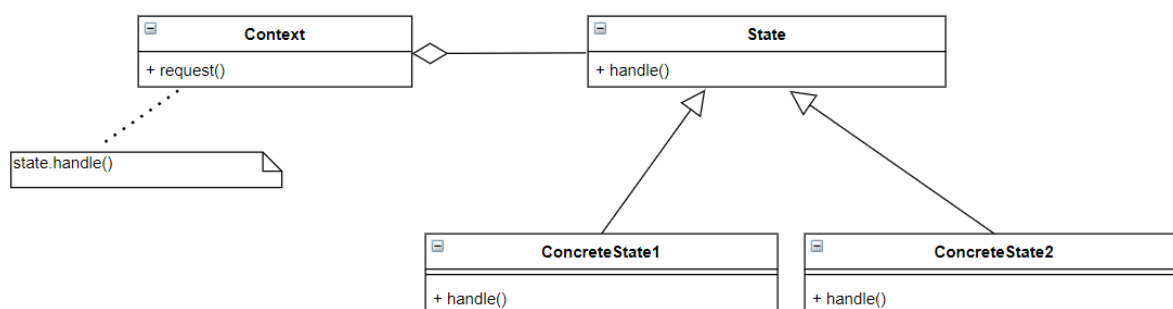 Context
+ request()
State
+ handle()
state.handle()
ConcreteState1
+ handle()
ConcreteState2
+ handle()